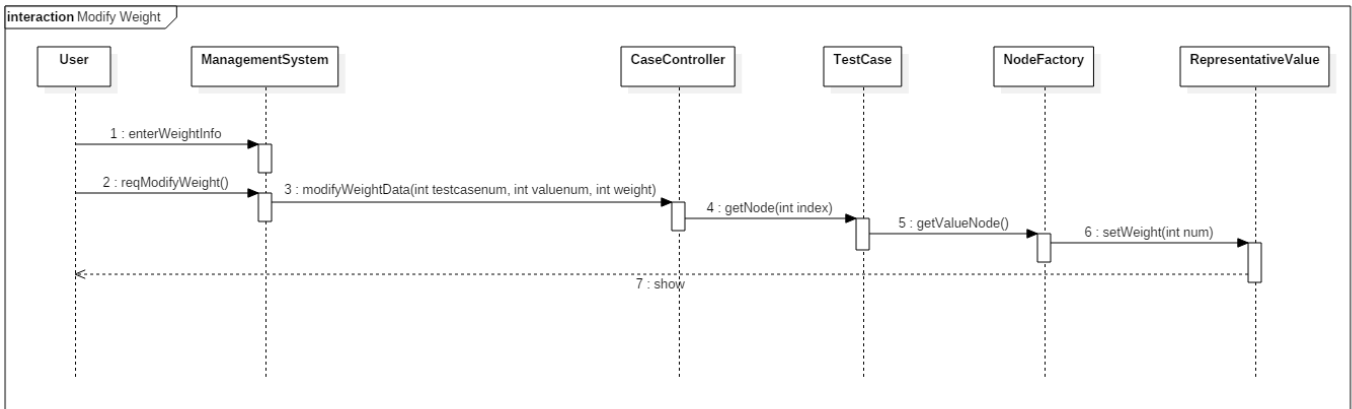 interaction Modify Weight
User
ManagementSystem
CaseController
TestCase
NodeFactory
RepresentativeValue
1 : enterWeightInfo
2 : reqModifyWeight()
3 : modifyWeightData(int testcasenum, int valuenum, int weight)
4 : getNode(int index)
5 : getValueNode()
6 : setWeight(int num)
7 : show